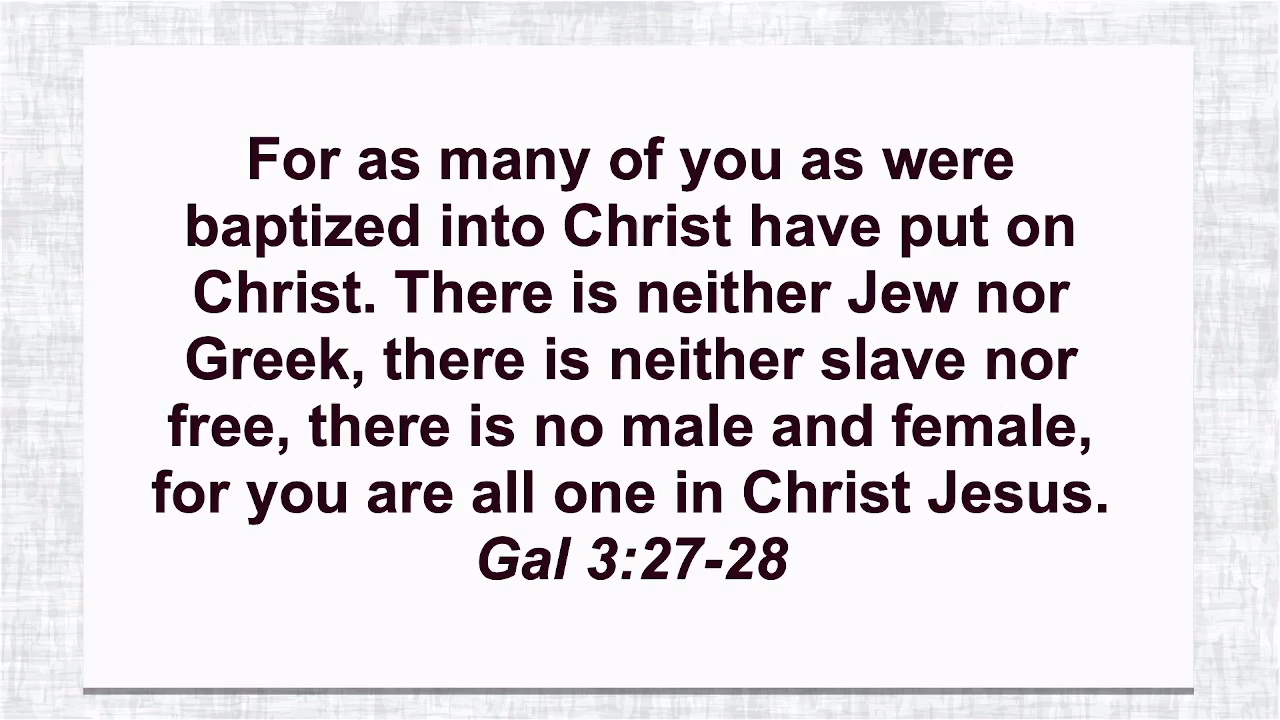 For as many of you as were
baptized into Christ have put on
Christ. There is neither Jew nor
Greek, there is neither slave nor
free, there is no male and female,
for you are all one in Christ Jesus.
Gal 3:27-28